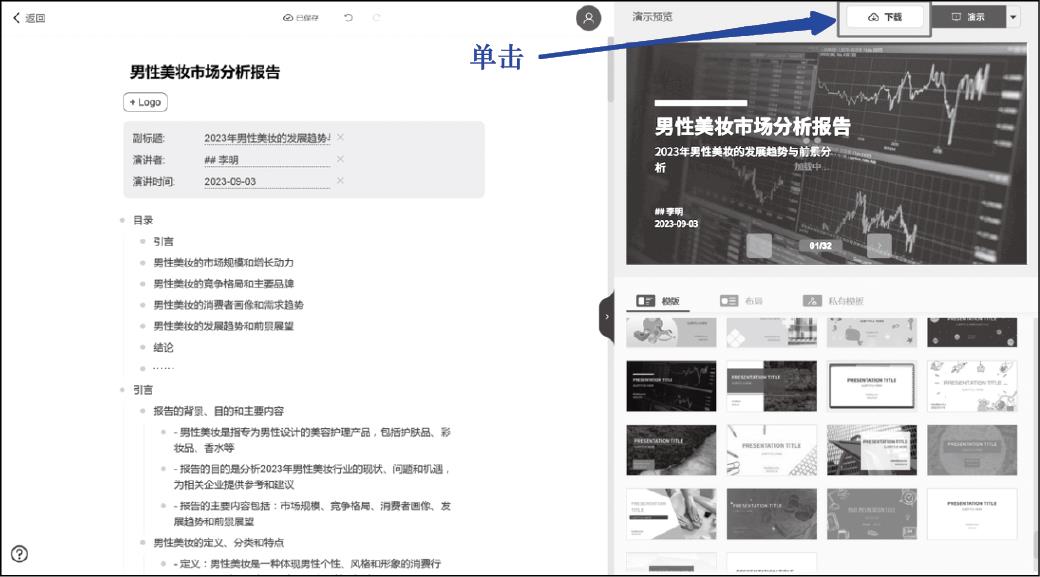 返回
已保存
演示预览
下载
演示
单击
男性美妆市场分析报告
+ Logo
副标题:
2023年男性美妆的发展趋势与
演讲者:
## 李明
演讲时间:
2023-09-03
目录
引言
男性美妆的市场规模和增长动力
男性美妆的竞争格局和主要品牌
男性美妆的消费者画像和需求趋势
男性美妆的发展趋势和前景展望
结论
······
引言
报告的背景、目的和主要内容
- 男性美妆是指专为男性设计的美容护理产品，包括护肤品、彩
妆品、香水等
- 报告的目的是分析2023年男性美妆行业的现状、问题和机遇，
为相关企业提供参考和建议
- 报告的主要内容包括：市场规模、竞争格局、消费者画像、发
展趋势和前景展望
男性美妆的定义、分类和特点
- 定义：男性美妆是一种体现男性个性、风格和形象的消费行
男性美妆市场分析报告
2023年男性美妆的发展趋势与前景分
析
加载中...
## 李明
2023-09-03
01/32
模版
布局
私有模板
PRESENTATION TITLE
PRESENTATION TITLE
PRESENTATION TITLE
PRESENTATION TITLE
PRESENTATION TITLE
PRESENTATION TITLE
PRESENTATION TITLE
PRESENTATION TITLE
PRESENTATION
TITLE
PRESENTATION TITLE
PRESENTATION TITLE